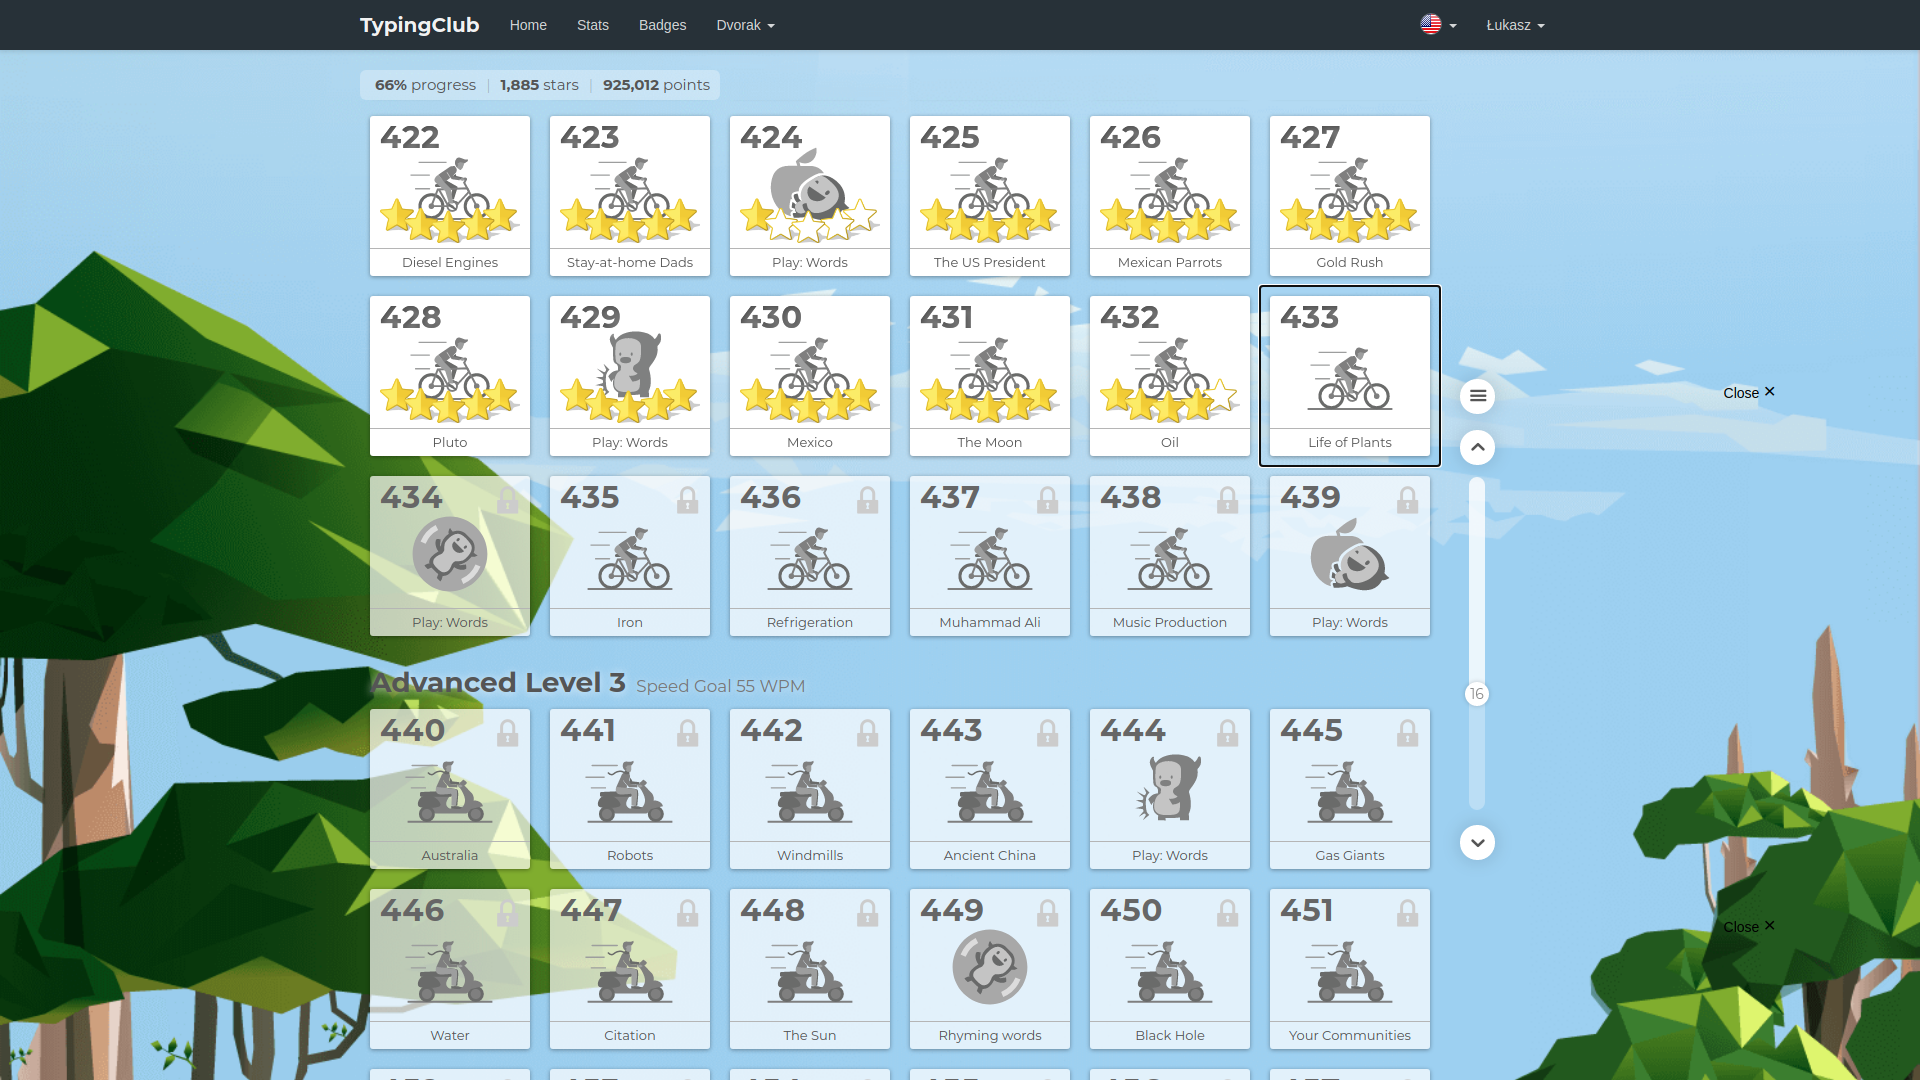 TypingClub Home Stats Badges Dvorak Łukasz
66% progress | 1,885 stars | 925,012 points
422 423 424 425 426 427
Diesel Engines Stay-at-home Dads Play: Words The US President Mexican Parrots Gold Rush
428 429 430 431 432 433
Close ✕
Pluto Play: Words Mexico The Moon Oil Life of Plants
434 435 436 437 438 439
Play: Words Iron Refrigeration Muhammad Ali Music Production Play: Words
Advanced Level 3 Speed Goal 55 WPM
16
440 441 442 443 444 445
Australia Robots Windmills Ancient China Play: Words Gas Giants
446 447 448 449 450 451
Close ✕
Water Citation The Sun Rhyming words Black Hole Your Communities